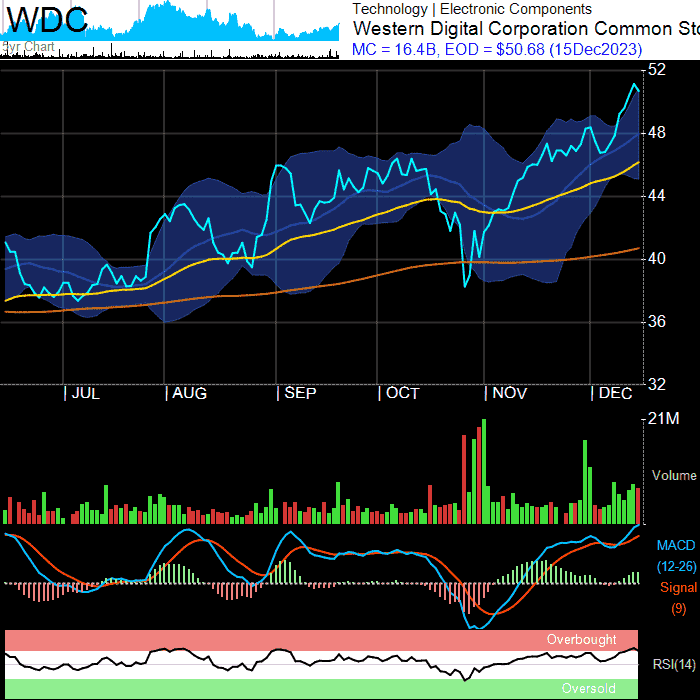 WDC
5yr Chart
Technology | Electronic Components
Western Digital Corporation Common Sto
MC = 16.4B, EOD = $50.68 (15Dec2023)
52
48
44
40
36
32
JUL AUG SEP OCT NOV DEC
21M
Volume
MACD
(12-26)
Signal
(9)
Overbought
RSI(14)
Oversold